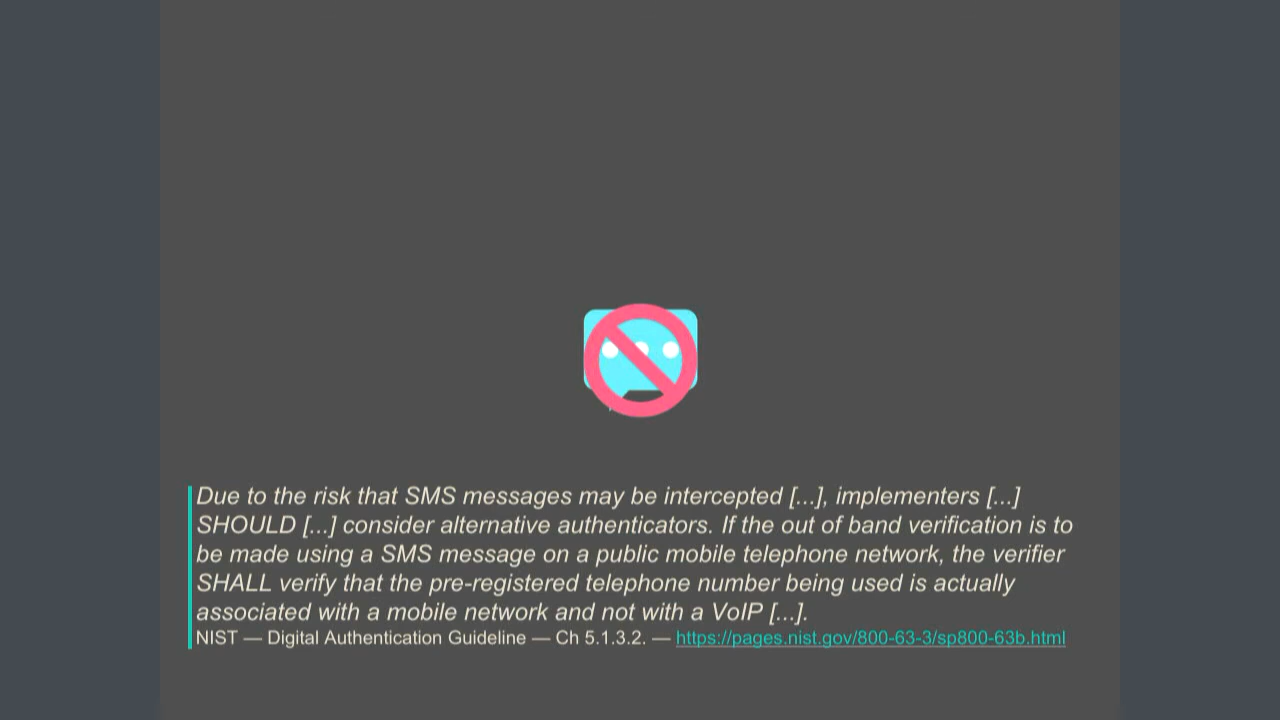 Due to the risk that SMS messages may be intercepted [...], implementers [...]
SHOULD [...] consider alternative authenticators. If the out of band verification is to
be made using a SMS message on a public mobile telephone network, the verifier
SHALL verify that the pre-registered telephone number being used is actually
associated with a mobile network and not with a VoIP [...].
NIST — Digital Authentication Guideline — Ch 5.1.3.2. — https://pages.nist.gov/800-63-3/sp800-63b.html